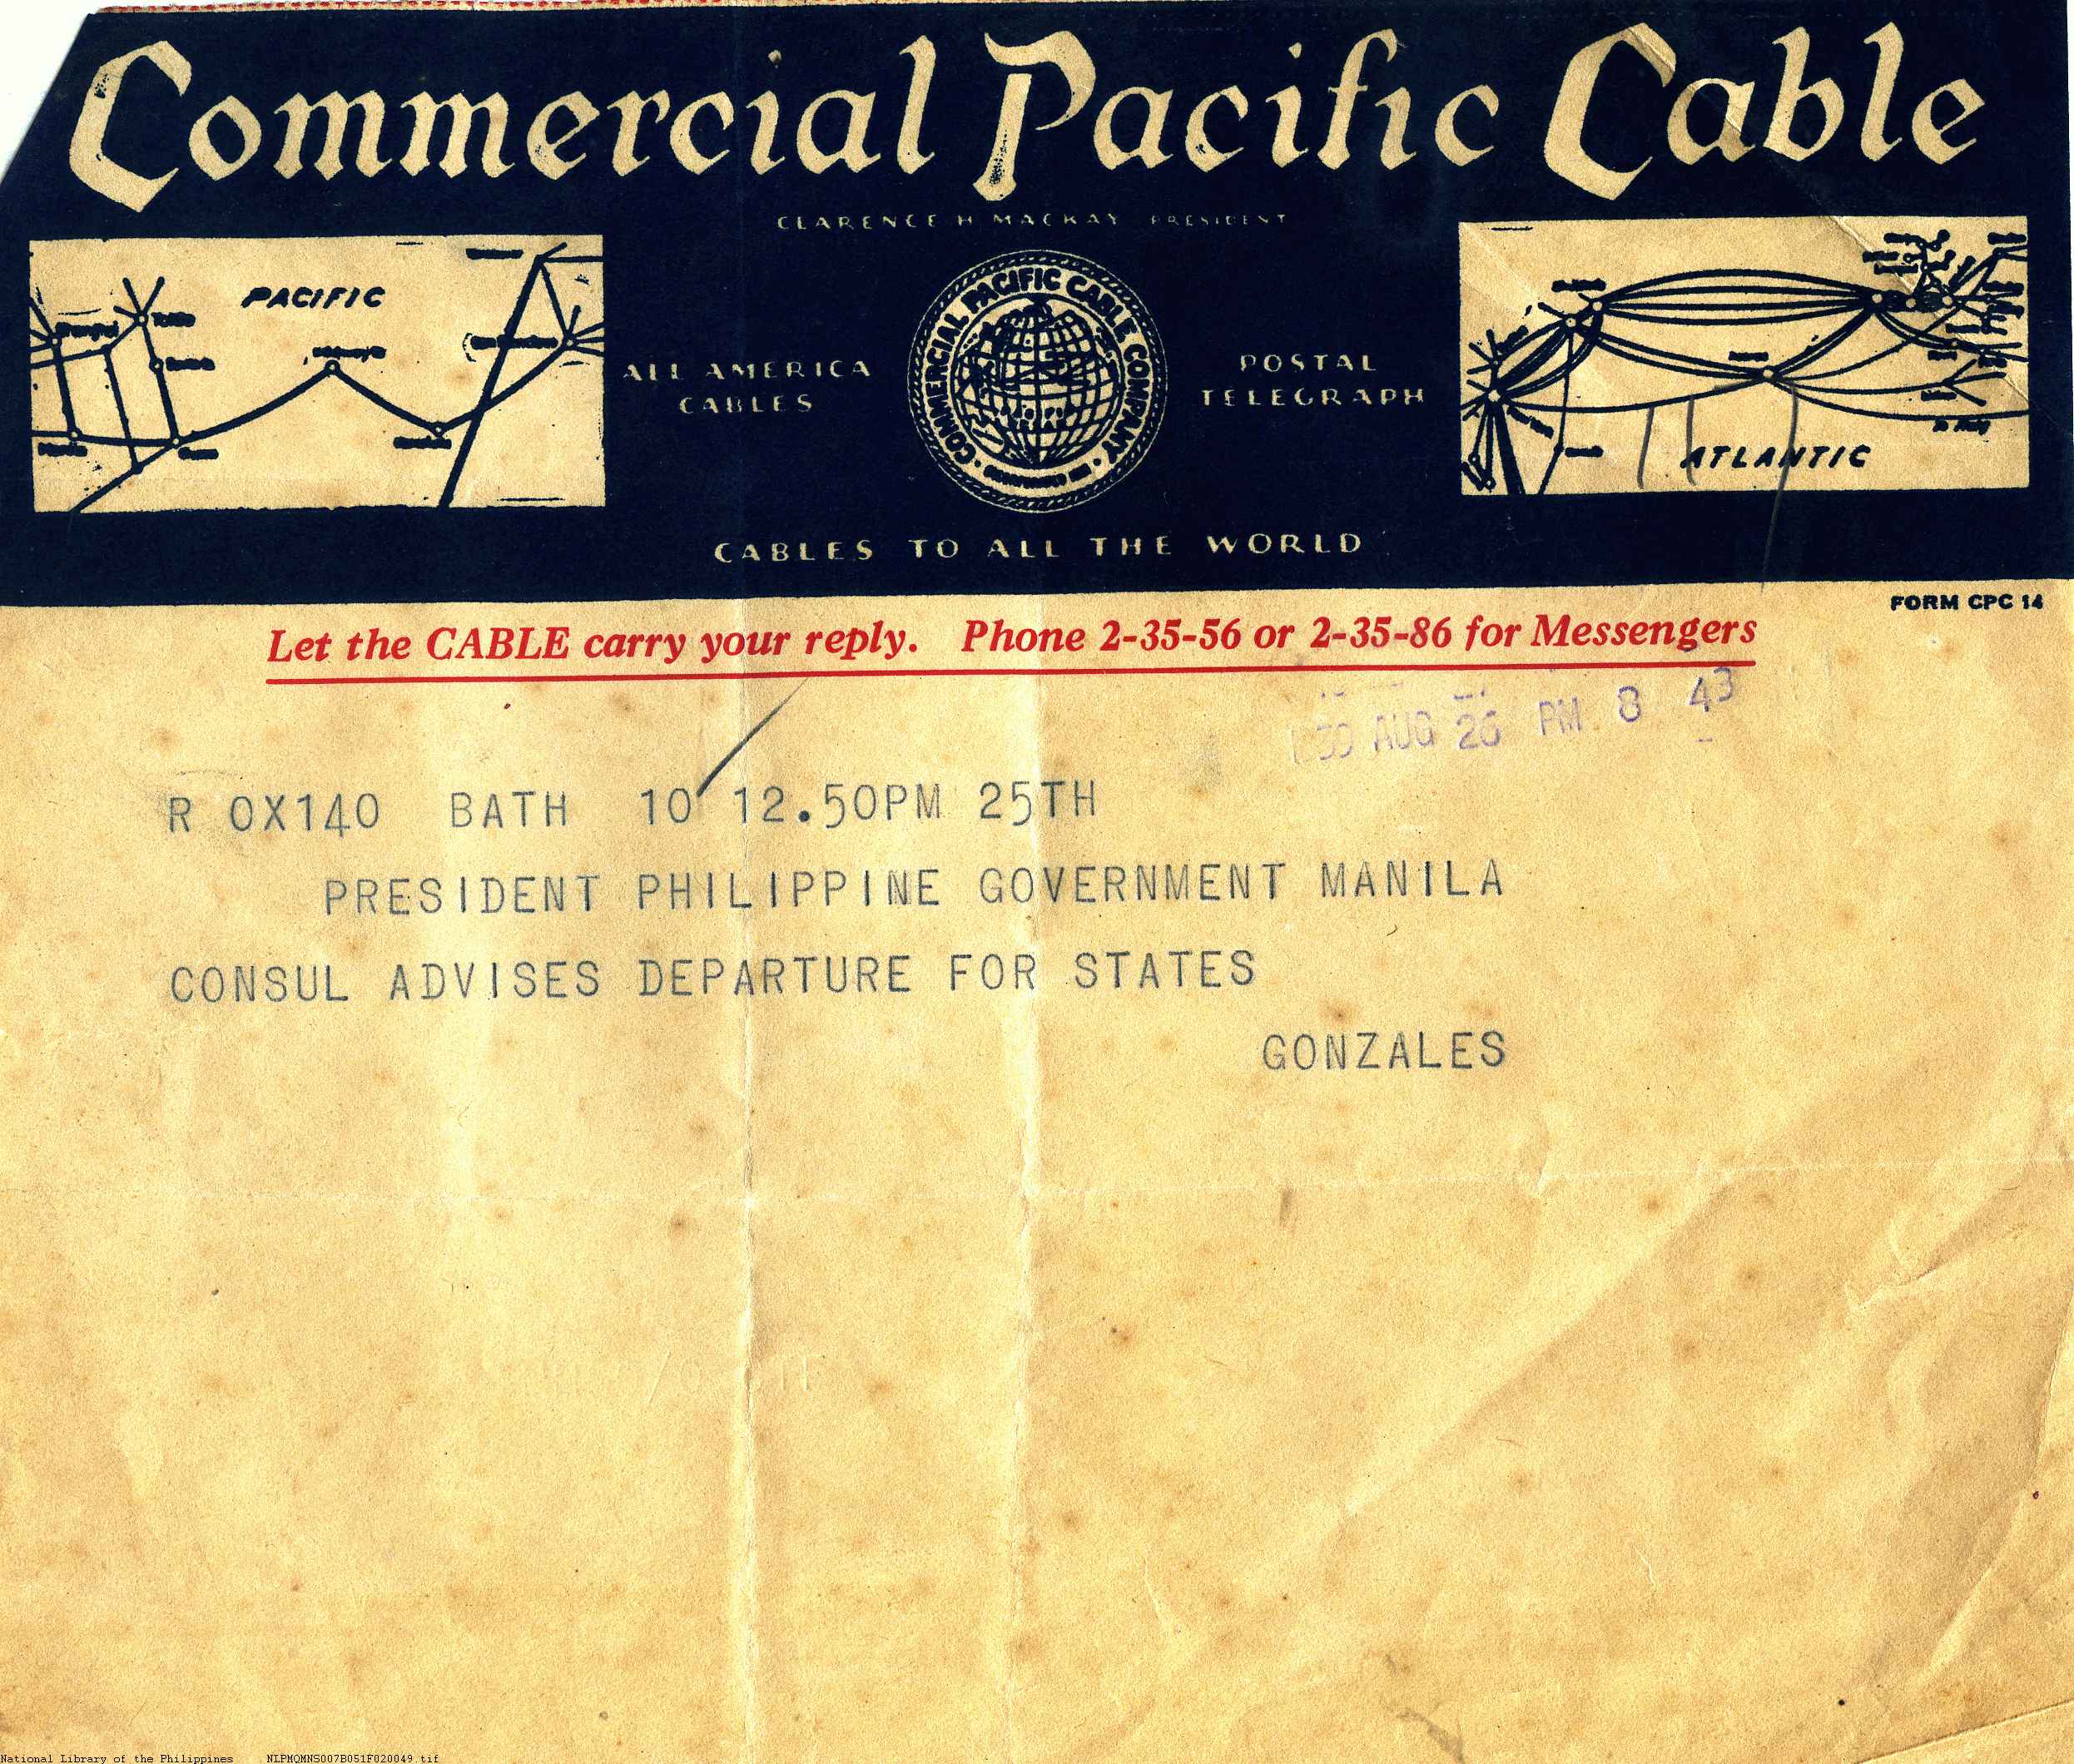 Commercial Pacific Cable
CLARENCE H MACKAY PRESIDENT
PACIFIC
ALL AMERICA
CABLES
COMMERCIAL PACIFIC CABLE COMPANY
POSTAL
TELEGRAPH
ATLANTIC
CABLES TO ALL THE WORLD
FORM CPC 14
Let the CABLE carry your reply. Phone 2-35-56 or 2-35-86 for Messengers
39 AUG 26 PM 8 43
R OX140 BATH 10 12.50PM 25TH
PRESIDENT PHILIPPINE GOVERNMENT MANILA
CONSUL ADVISES DEPARTURE FOR STATES
GONZALES
National Library of the Philippines NLPMQMNS007B051F020049.tif